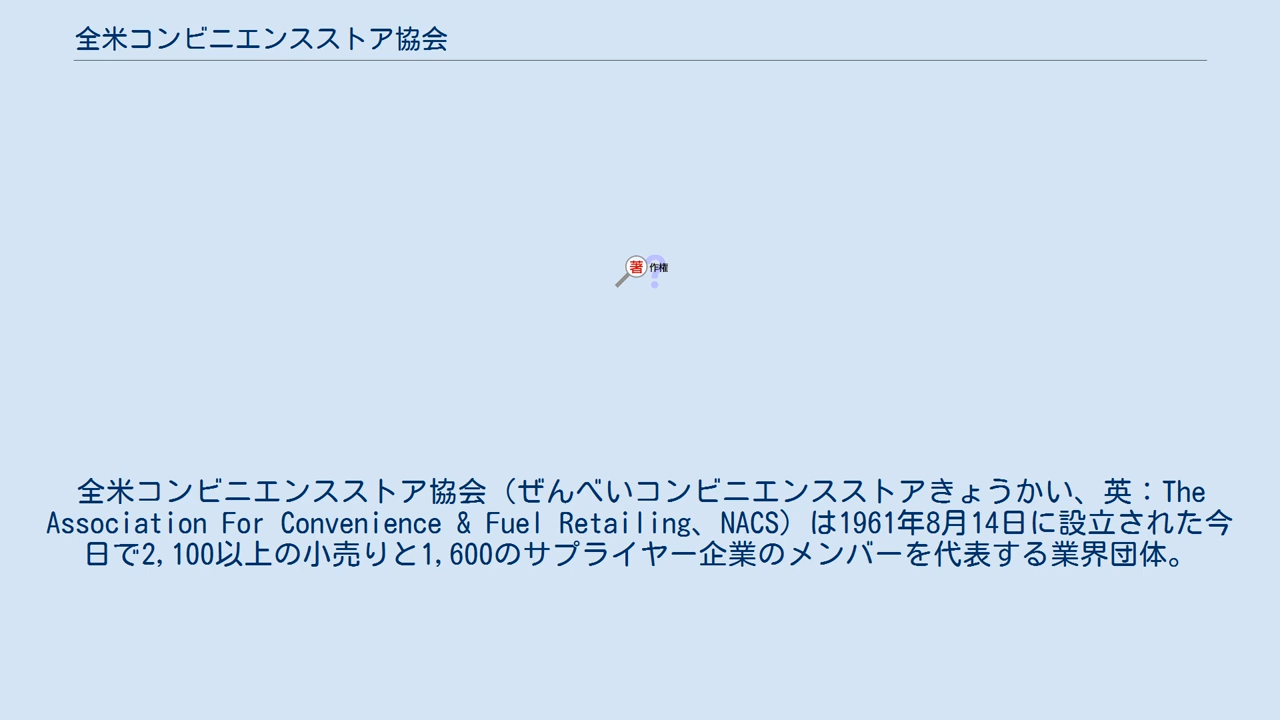 全米コンビニエンスストア協会
著作権
全米コンビニエンスストア協会（ぜんべいコンビニエンスストアきょうかい、英：The
Association For Convenience & Fuel Retailing、NACS）は1961年8月14日に設立された今
日で2,100以上の小売りと1,600のサプライヤー企業のメンバーを代表する業界団体。